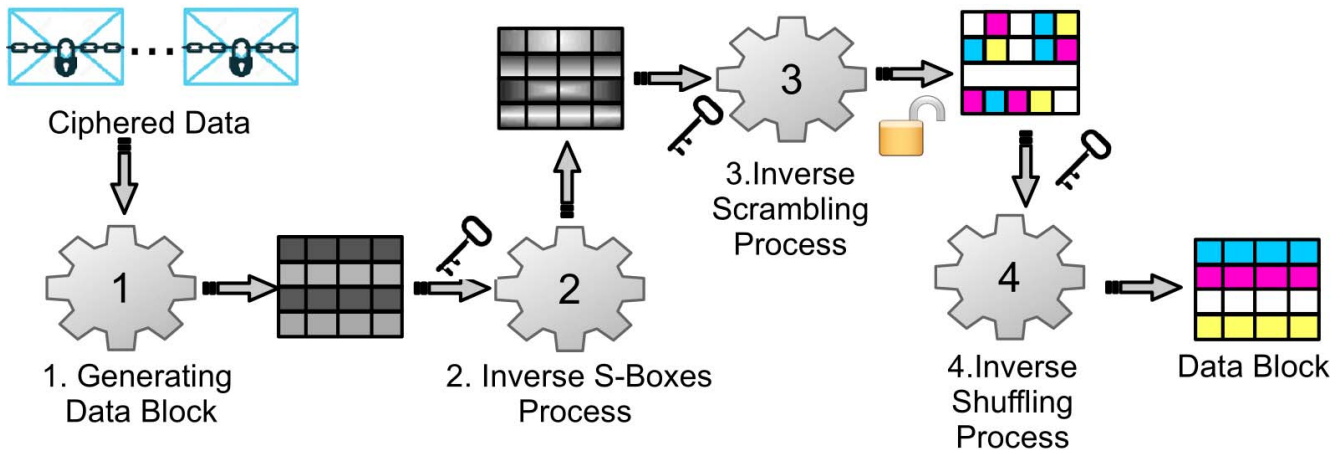 Ciphered Data
1
1. Generating
Data Block
2
2. Inverse S-Boxes
Process
3
3.Inverse
Scrambling
Process
4
4.Inverse
Shuffling
Process
Data Block